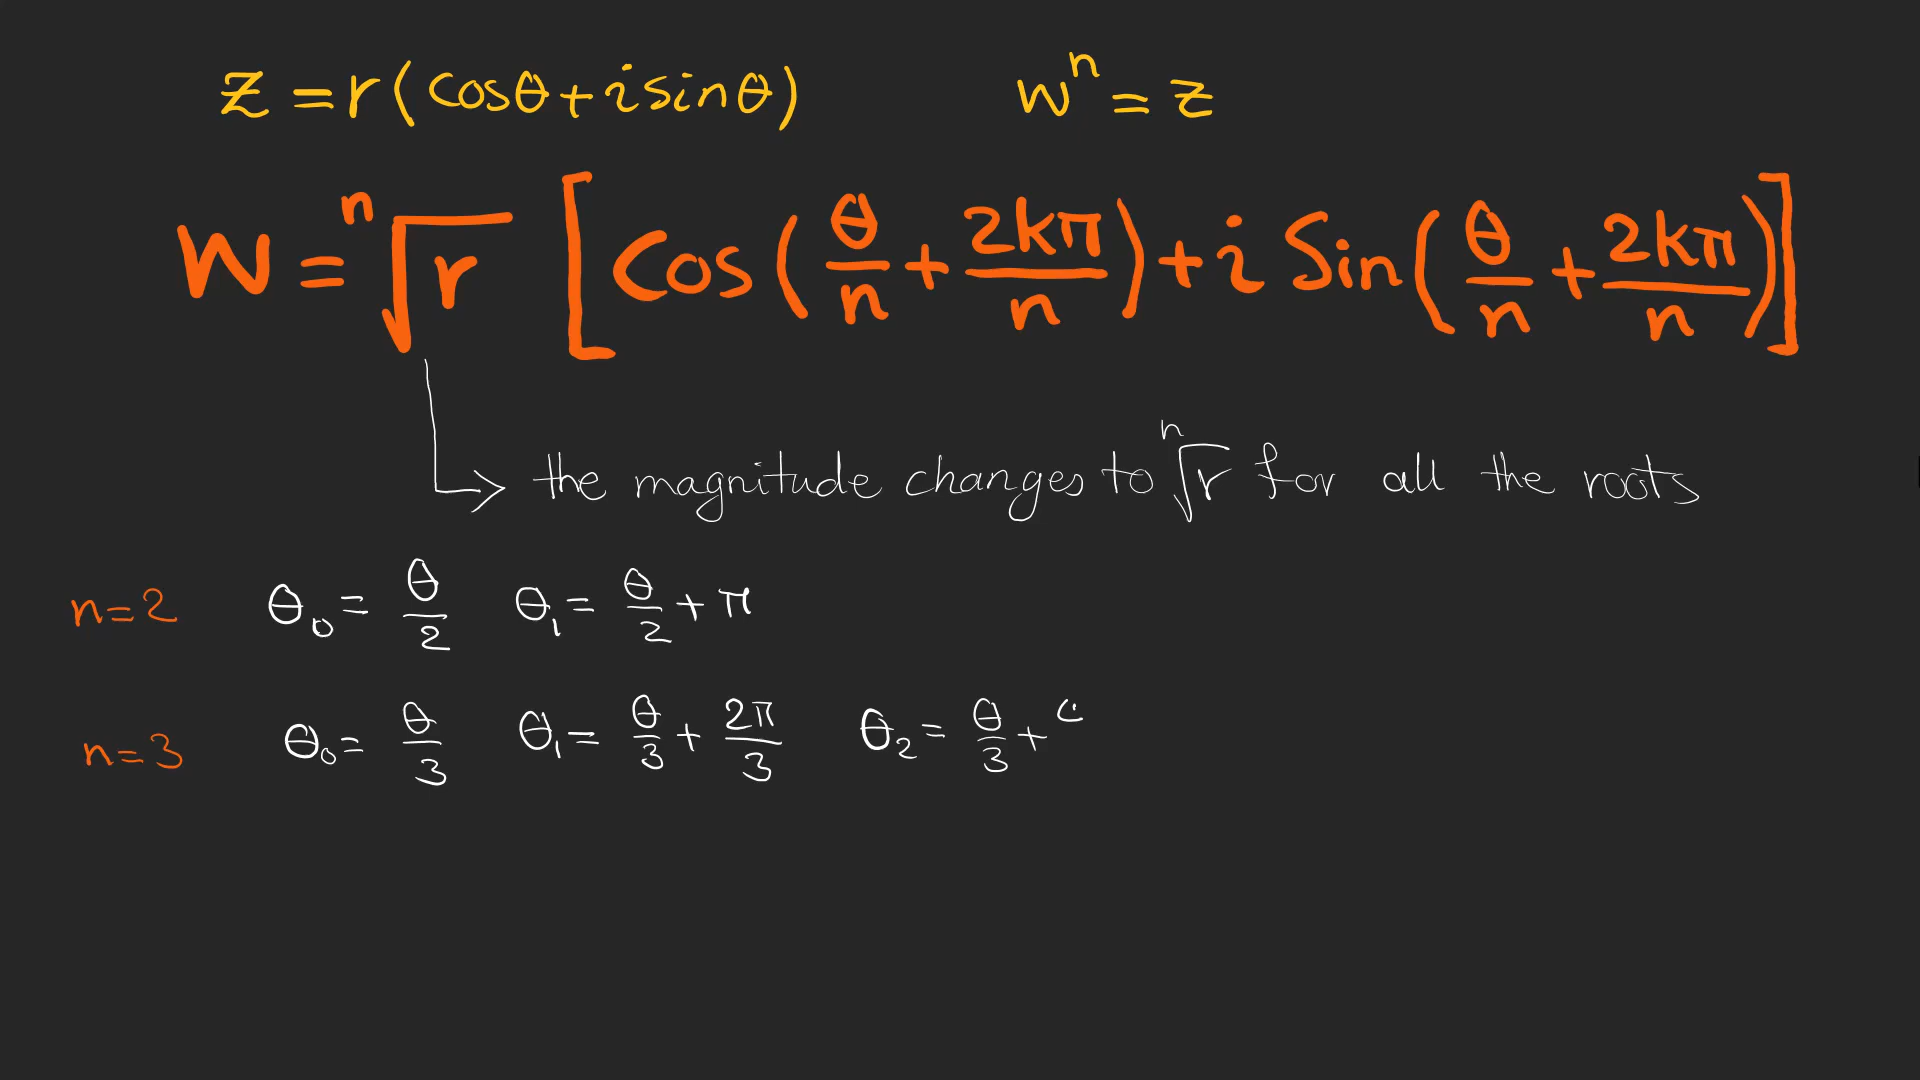 z = r(cosθ + i sinθ) wⁿ = z
W = ⁿ√r [Cos(θ/n + 2kπ/n) + i Sin(θ/n + 2kπ/n)]
the magnitude changes to ⁿ√r for all the roots
n=2 θ₀ = θ/2 θ₁ = θ/2 + π
n=3 θ₀ = θ/3 θ₁ = θ/3 + 2π/3 θ₂ = θ/3 +